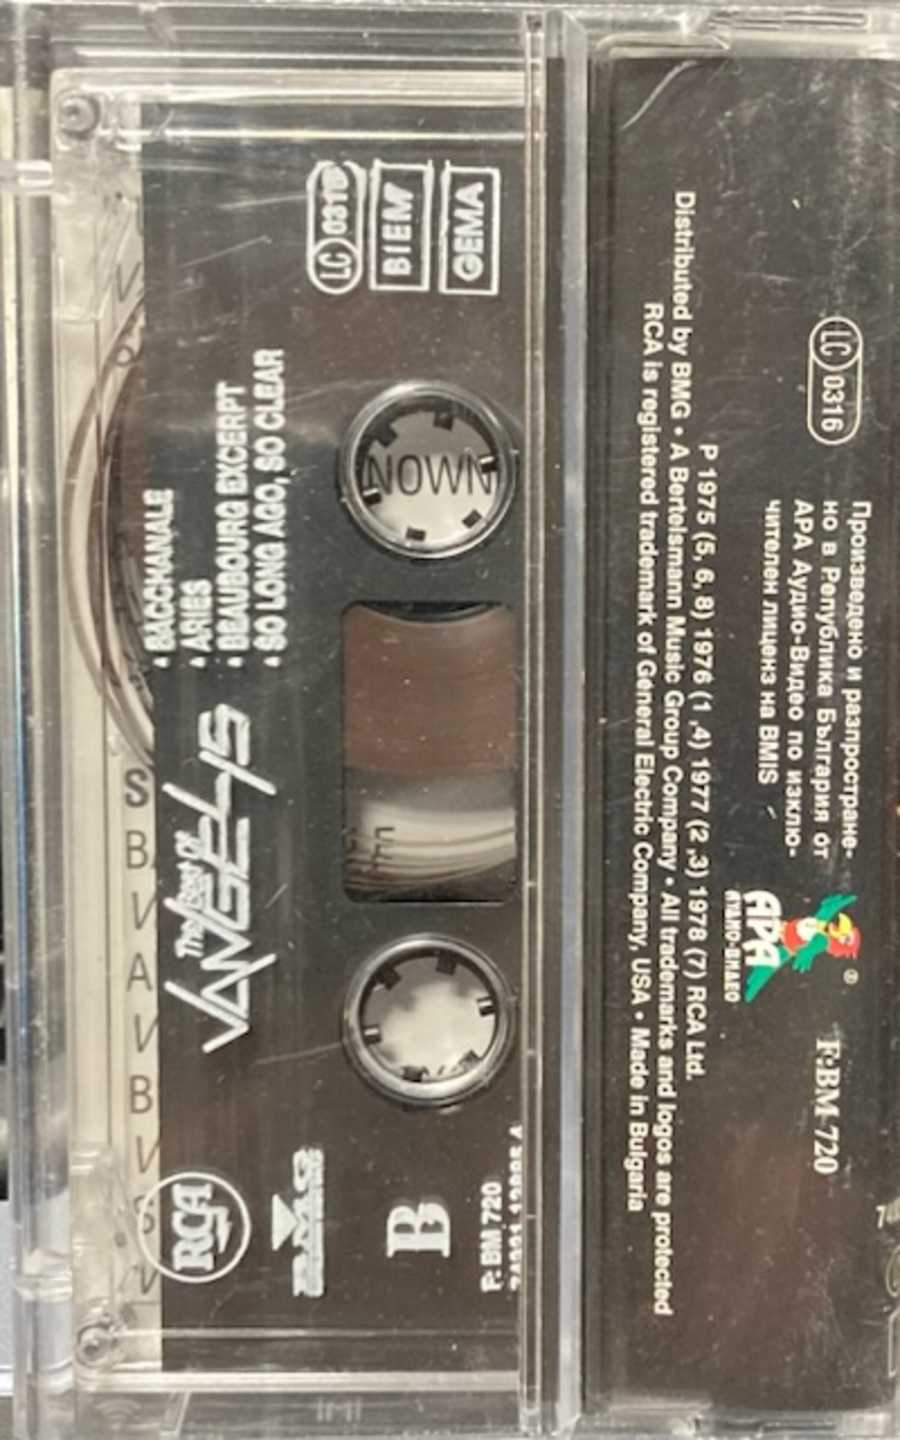 • BACCHANALE
• ARIES
• BEAUBOURG EXCERPT
• SO LONG AGO, SO CLEAR
The Best Of
VANGELIS
LC 0316
BIEM
GEMA
RCA
BMG
B
F. BM 720
NOWN
S
B
V
A
V
B
V
S
V
LC 0316
Произведено и разпростране-
но в Република България от
АРА Аудио-Видео по изклю-
чителен лиценз на BMIS
АРА
АУДИО-ВИДЕО
®
F. BM 720
P 1975 (5, 6, 8) 1976 (1 ,4) 1977 (2 ,3) 1978 (7) RCA Ltd.
Distributed by BMG • A Bertelsmann Music Group Company • All trademarks and logos are protected
RCA is registered trademark of General Electric Company, USA • Made in Bulgaria